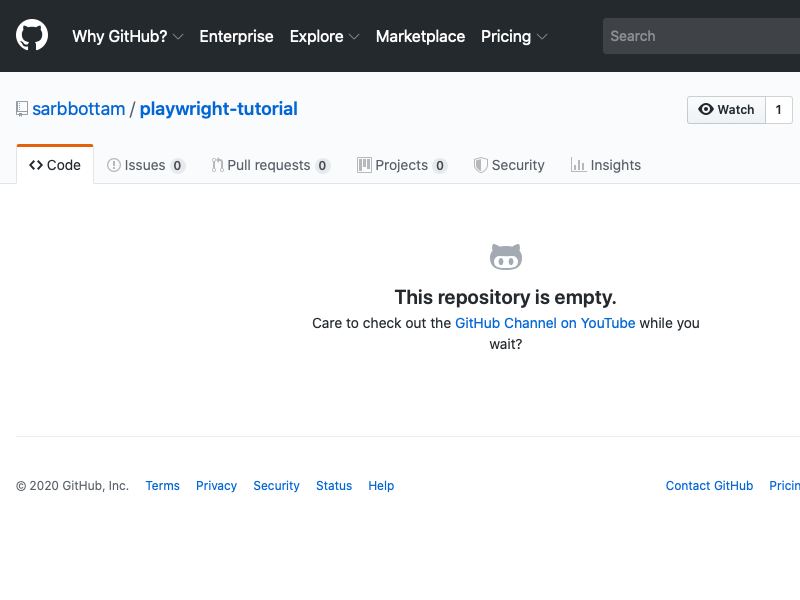 Why GitHub? Enterprise Explore Marketplace Pricing Search
sarbbottam / playwright-tutorial Watch 1
Code Issues 0 Pull requests 0 Projects 0 Security Insights
This repository is empty.
Care to check out the GitHub Channel on YouTube while you
wait?
© 2020 GitHub, Inc. Terms Privacy Security Status Help Contact GitHub Pricin